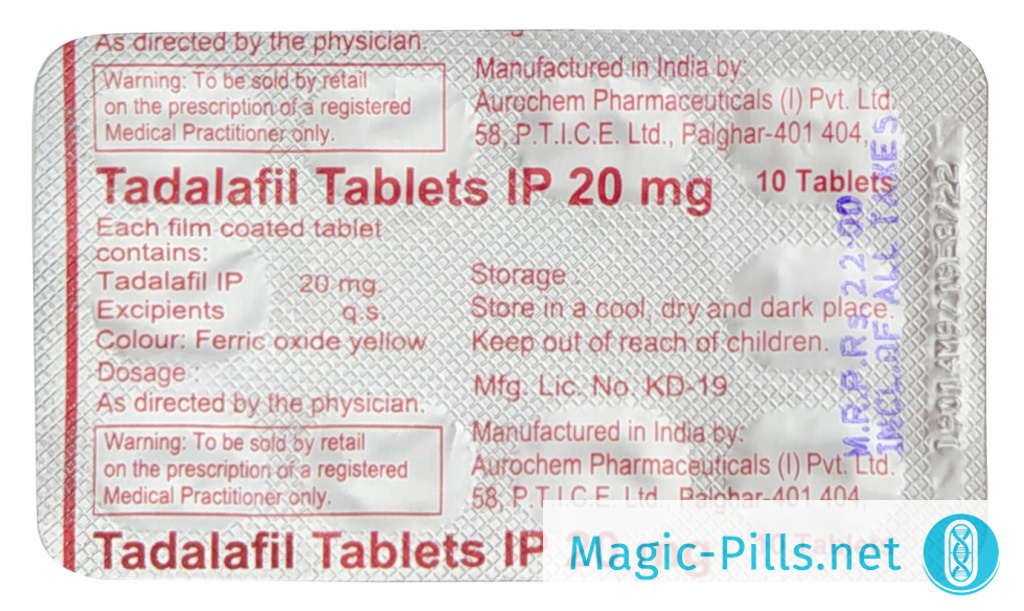 As directed by the physician.
Warning: To be sold by retail
on the prescription of a registered
Medical Practitioner only.
Manufactured in India by:
Aurochem Pharmaceuticals (I) Pvt. Ltd.
58, P.T.I.C.E. Ltd., Palghar-401 404,
Tadalafil Tablets IP 20 mg
10 Tablets
Each film coated tablet
contains:
Tadalafil IP 20 mg.
Excipients q.s.
Colour: Ferric oxide yellow
Dosage :
As directed by the physician.
Storage :
Store in a cool, dry and dark place.
Keep out of reach of children.
Mfg. Lic. No. KD-19
Warning: To be sold by retail
on the prescription of a registered
Medical Practitioner only.
Manufactured in India by:
Aurochem Pharmaceuticals (I) Pvt. Ltd.
58, P.T.I.C.E. Ltd., Palghar-401 404,
Tadalafil Tablets IP 20 mg
0 Tablets
M.R.P.Rs 22.00
INCL.OF ALL TAXES
Magic-Pills.net